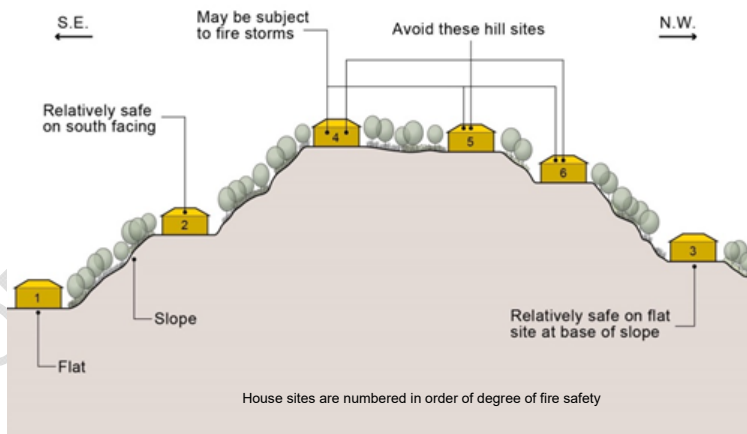 S.E.
May be subject
to fire storms
Avoid these hill sites
N.W.
Relatively safe
on south facing
4
5
6
2
3
1
Slope
Relatively safe on flat
site at base of slope
Flat
House sites are numbered in order of degree of fire safety